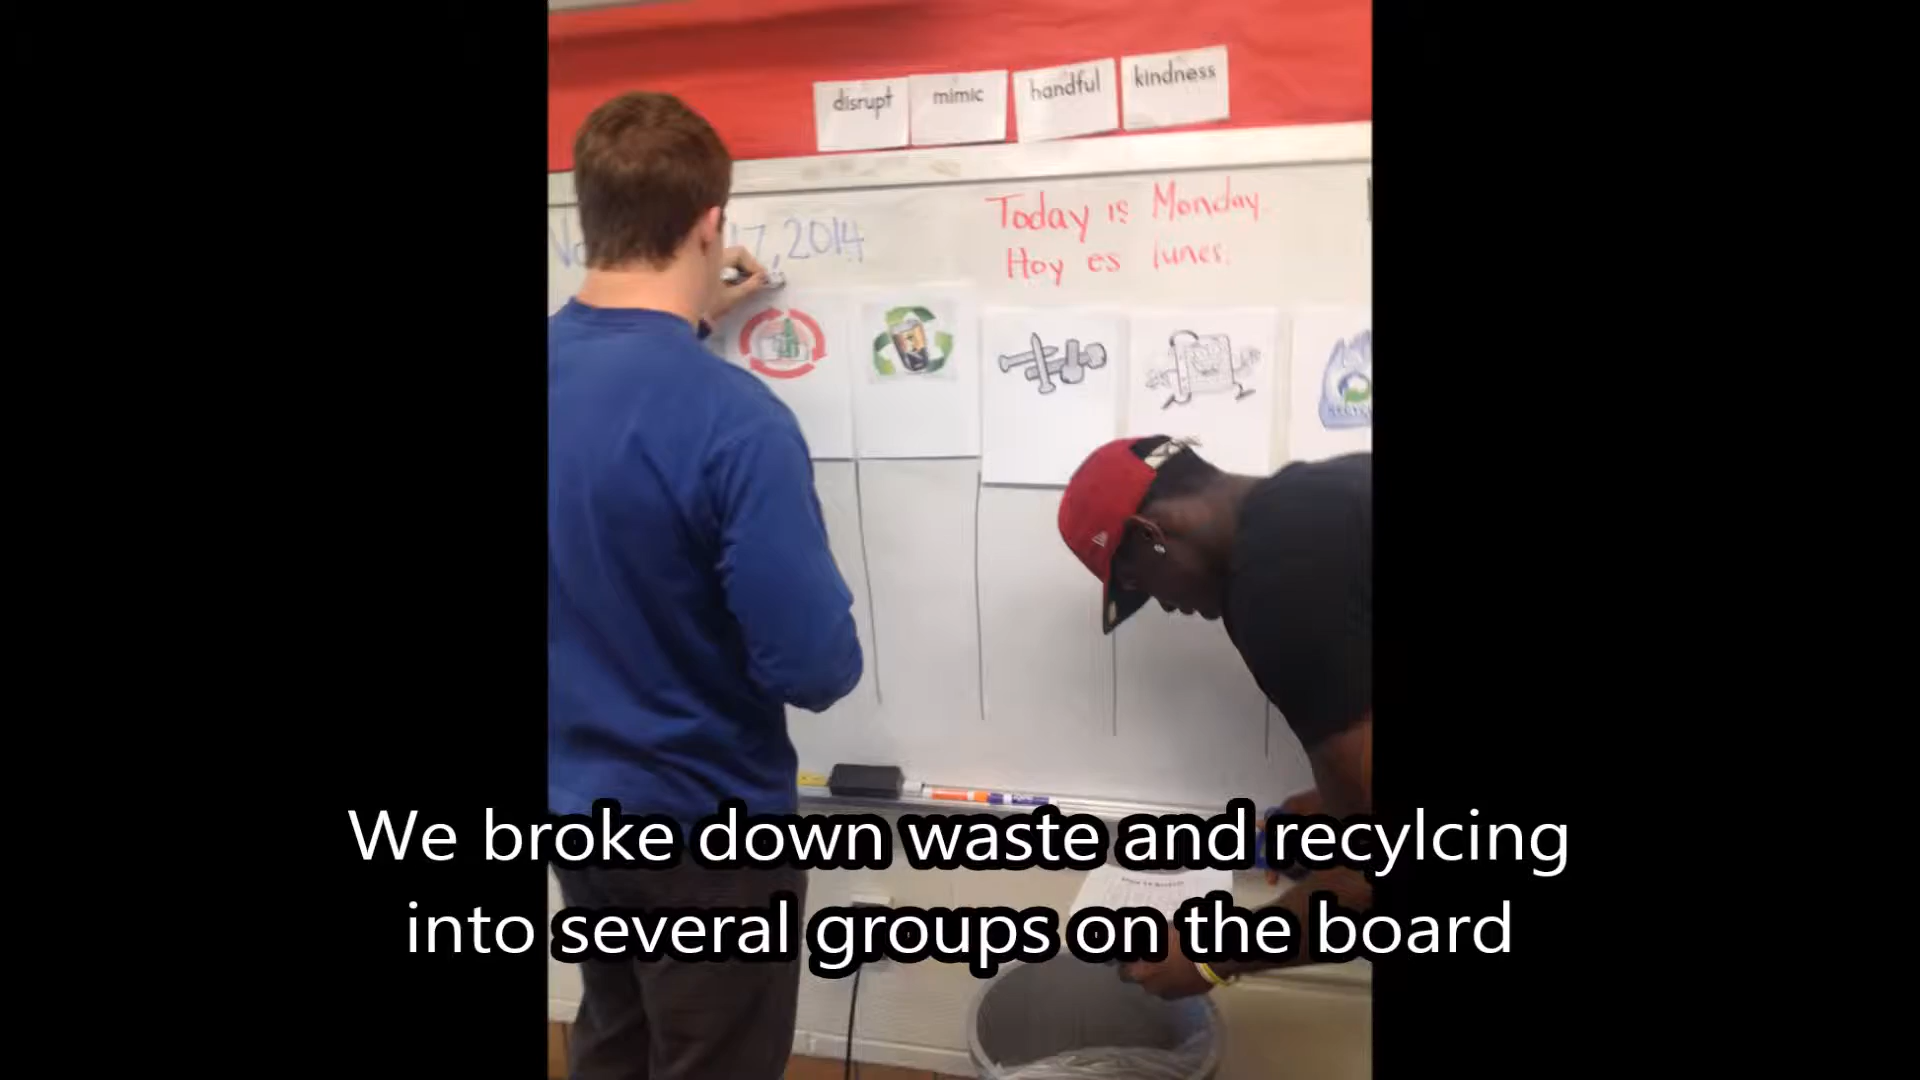 disrupt
mimic
handful
kindness
17, 2014
Today is Monday.
Hoy es lunes.
We broke down waste and recylcing
into several groups on the board